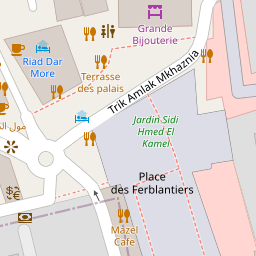 Grande
Bijouterie
Riad Dar
More
Terrasse
des palais
Trik Amlak Mkhaznia
مول ال
Jardin Sidi
Hmed El
Kamel
Place
des Ferblantiers
Mazel
Cafe